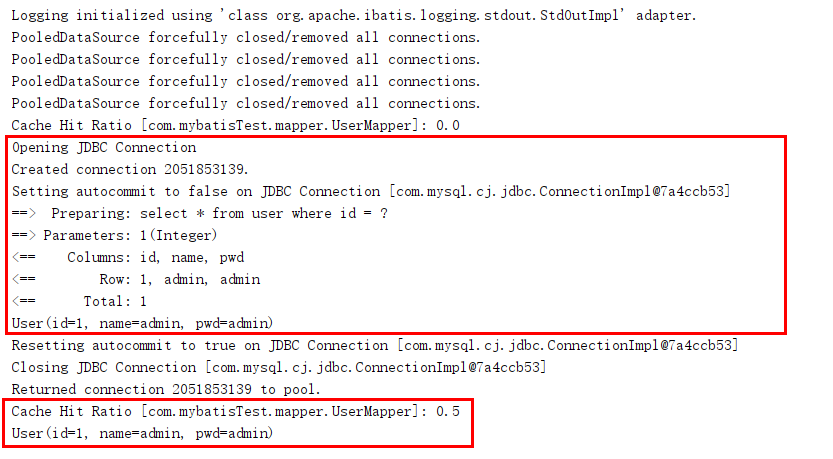 Logging initialized using 'class org.apache.ibatis.logging.stdout.StdOutImpl' adapter.
PooledDataSource forcefully closed/removed all connections.
PooledDataSource forcefully closed/removed all connections.
PooledDataSource forcefully closed/removed all connections.
PooledDataSource forcefully closed/removed all connections.
Cache Hit Ratio [com.mybatisTest.mapper.UserMapper]: 0.0
Opening JDBC Connection
Created connection 2051853139.
Setting autocommit to false on JDBC Connection [com.mysql.cj.jdbc.ConnectionImpl@7a4ccb53]
==>  Preparing: select * from user where id = ?
==> Parameters: 1(Integer)
<==    Columns: id, name, pwd
<==        Row: 1, admin, admin
<==      Total: 1
User(id=1, name=admin, pwd=admin)
Resetting autocommit to true on JDBC Connection [com.mysql.cj.jdbc.ConnectionImpl@7a4ccb53]
Closing JDBC Connection [com.mysql.cj.jdbc.ConnectionImpl@7a4ccb53]
Returned connection 2051853139 to pool.
Cache Hit Ratio [com.mybatisTest.mapper.UserMapper]: 0.5
User(id=1, name=admin, pwd=admin)